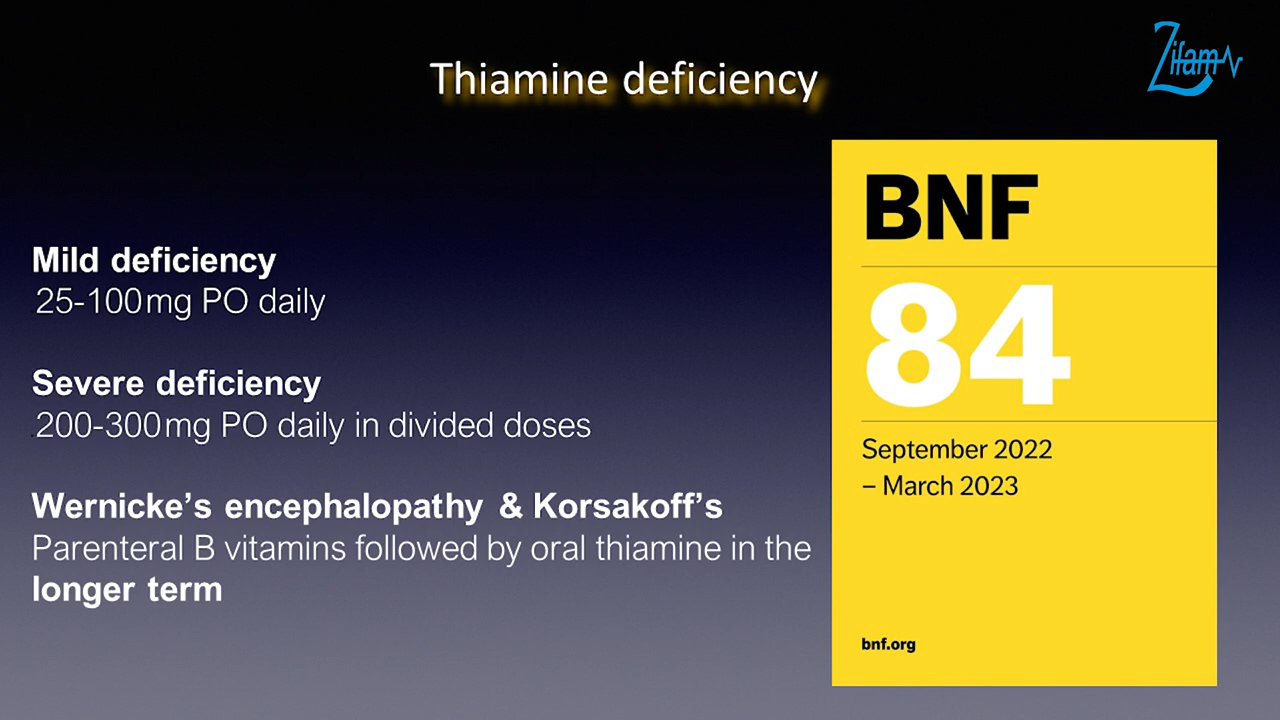 Zifam
Thiamine deficiency
Mild deficiency
25-100mg PO daily
Severe deficiency
200-300mg PO daily in divided doses
Wernicke’s encephalopathy & Korsakoff’s
Parenteral B vitamins followed by oral thiamine in the
longer term
BNF
84
September 2022
– March 2023
bnf.org